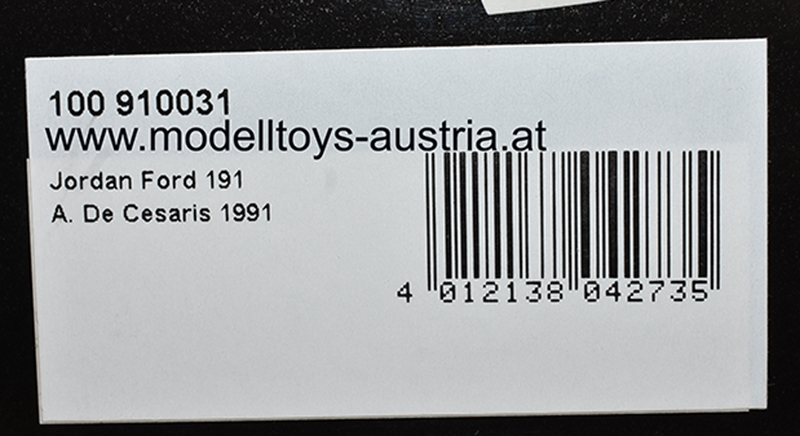 100 910031
www.modelltoys-austria.at
Jordan Ford 191
A. De Cesaris 1991
4 012138 042735